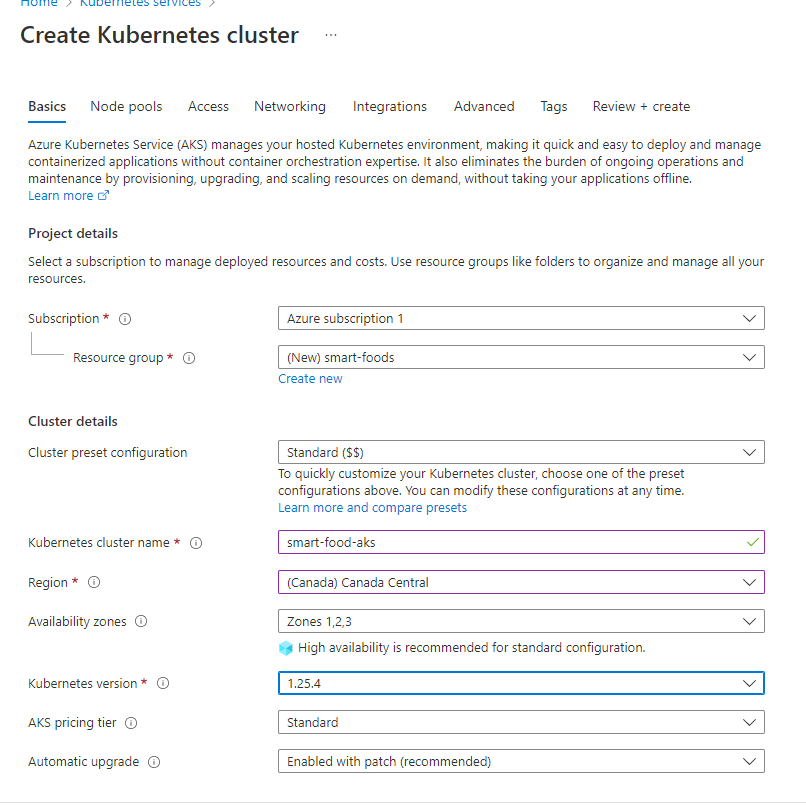 Home > Kubernetes services >
Create Kubernetes cluster ...
Basics Node pools Access Networking Integrations Advanced Tags Review + create
Azure Kubernetes Service (AKS) manages your hosted Kubernetes environment, making it quick and easy to deploy and manage
containerized applications without container orchestration expertise. It also eliminates the burden of ongoing operations and
maintenance by provisioning, upgrading, and scaling resources on demand, without taking your applications offline.
Learn more
Project details
Select a subscription to manage deployed resources and costs. Use resource groups like folders to organize and manage all your
resources.
Subscription * Azure subscription 1
Resource group * (New) smart-foods
Create new
Cluster details
Cluster preset configuration Standard ($$)
To quickly customize your Kubernetes cluster, choose one of the preset
configurations above. You can modify these configurations at any time.
Learn more and compare presets
Kubernetes cluster name * smart-food-aks
Region * (Canada) Canada Central
Availability zones Zones 1,2,3
High availability is recommended for standard configuration.
Kubernetes version * 1.25.4
AKS pricing tier Standard
Automatic upgrade Enabled with patch (recommended)